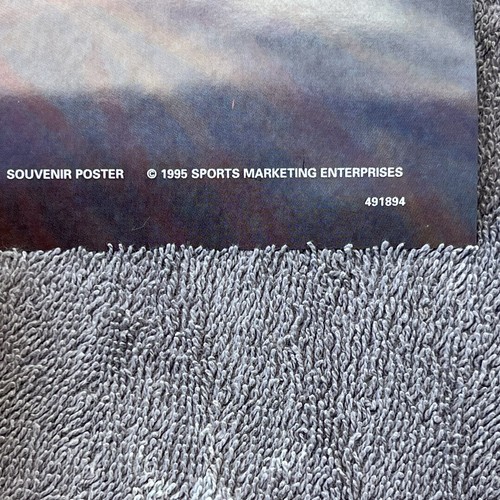 SOUVENIR POSTER © 1995 SPORTS MARKETING ENTERPRISES
491894